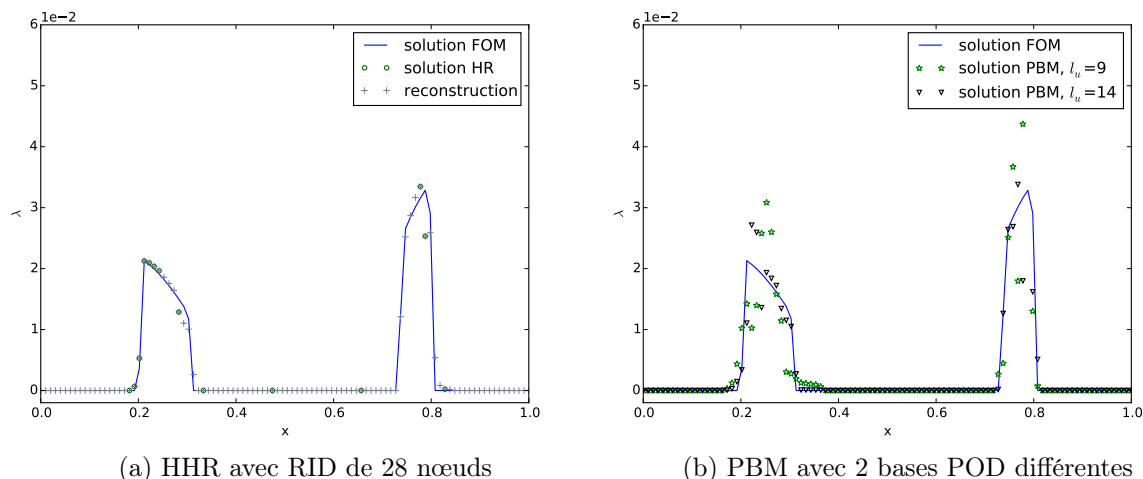 1e−2
6
5
4
3
2
1
0
λ
0.0 0.2 0.4 0.6 0.8 1.0
x
solution FOM
solution HR
reconstruction
(a) HHR avec RID de 28 nœuds
1e−2
6
5
4
3
2
1
0
λ
0.0 0.2 0.4 0.6 0.8 1.0
x
solution FOM
solution PBM, l_u=9
solution PBM, l_u=14
(b) PBM avec 2 bases POD différentes